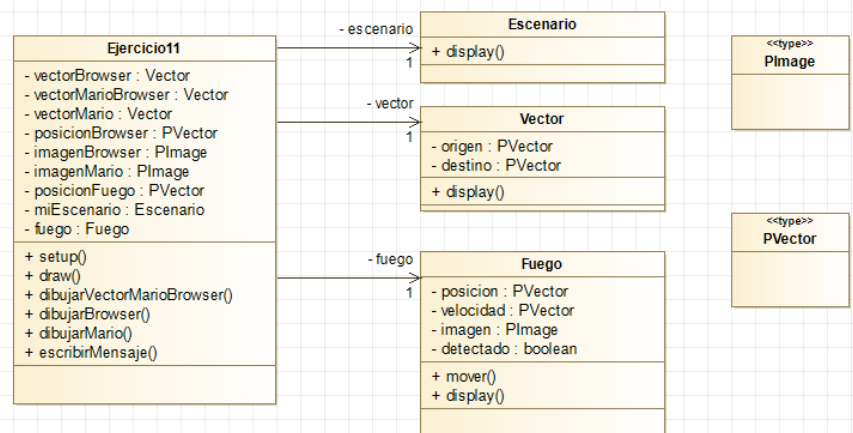 Ejercicio11
- vectorBrowser : Vector
- vectorMarioBrowser : Vector
- vectorMario : Vector
- posicionBrowser : PVector
- imagenBrowser : PImage
- imagenMario : PImage
- posicionFuego : PVector
- miEscenario : Escenario
- fuego : Fuego
+ setup()
+ draw()
+ dibujarVectorMarioBrowser()
+ dibujarBrowser()
+ dibujarMario()
+ escribirMensaje()
- escenario
1
- vector
1
- fuego
1
Escenario
+ display()
Vector
- origen : PVector
- destino : PVector
+ display()
Fuego
- posicion : PVector
- velocidad : PVector
- imagen : PImage
- detectado : boolean
+ mover()
+ display()
<<type>>
PImage
<<type>>
PVector